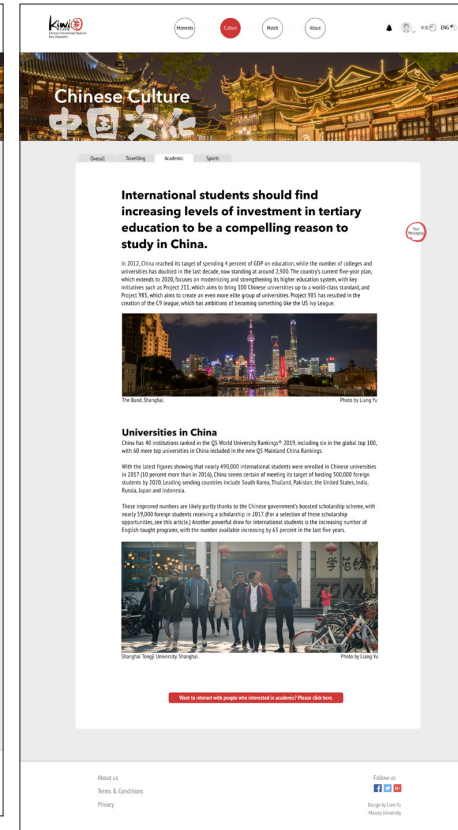 kiwi
Moments
Culture
Match
About
中文
ENG
Chinese Culture
中国文化
Overall
Travelling
Academic
Sports
International students should find
increasing levels of investment in tertiary
education to be a compelling reason to
study in China.
Your
Messages
In 2012, China reached its target of spending 4 percent of GDP on education, while the number of colleges and
universities has doubled in the last decade, now standing at around 2,900. The country's current five-year plan,
which extends to 2020, focuses on modernizing and strengthening its higher education system, with key
initiatives such as Project 211, which aims to bring 100 Chinese universities up to a world-class standard, and
Project 985, which aims to create an even more elite group of universities. Project 985 has resulted in the
creation of the C9 league, which has ambitions of becoming something like the US Ivy League.
The Bund, Shanghai
Photo by Liang Yu
Universities in China
China has 40 institutions ranked in the QS World University Rankings® 2019, including six in the global top 100,
with 60 more top universities in China included in the new QS Mainland China Rankings.
With the latest figures showing that nearly 490,000 international students were enrolled in Chinese universities
in 2017 (10 percent more than in 2016), China seems certain of meeting its target of hosting 500,000 foreign
students by 2020. Leading sending countries include South Korea, Thailand, Pakistan, the United States, India,
Russia, Japan and Indonesia.
These improved numbers are likely partly thanks to the Chinese government's boosted scholarship scheme, with
nearly 59,000 foreign students receiving a scholarship in 2017. (For a selection of these scholarship
opportunities, see this article.) Another powerful draw for international students is the increasing number of
English-taught programs, with the number available increasing by 63 percent in the last five years.
TONGJI
Shanghai Tongji University, Shanghai.
Photo by Liang Yu
Want to interact with people who interested in academic? Please click here.
About us
Terms & Conditions
Privacy
Follow us
Design by Liam Yu
Massey University